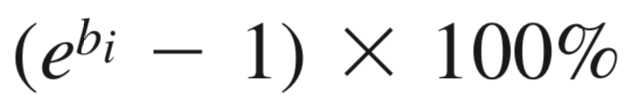 (e^{b_i} − 1) × 100%